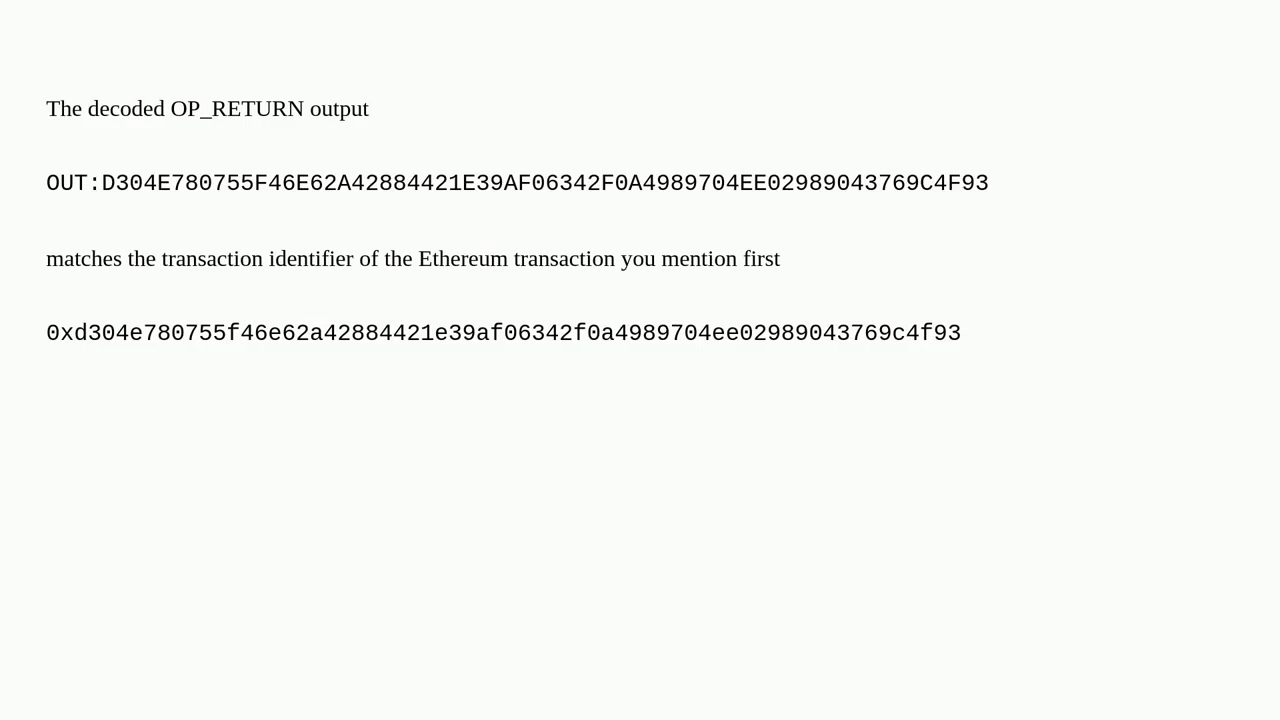 The decoded OP_RETURN output
OUT:D304E780755F46E62A42884421E39AF06342F0A4989704EE02989043769C4F93
matches the transaction identifier of the Ethereum transaction you mention first
0xd304e780755f46e62a42884421e39af06342f0a4989704ee02989043769c4f93